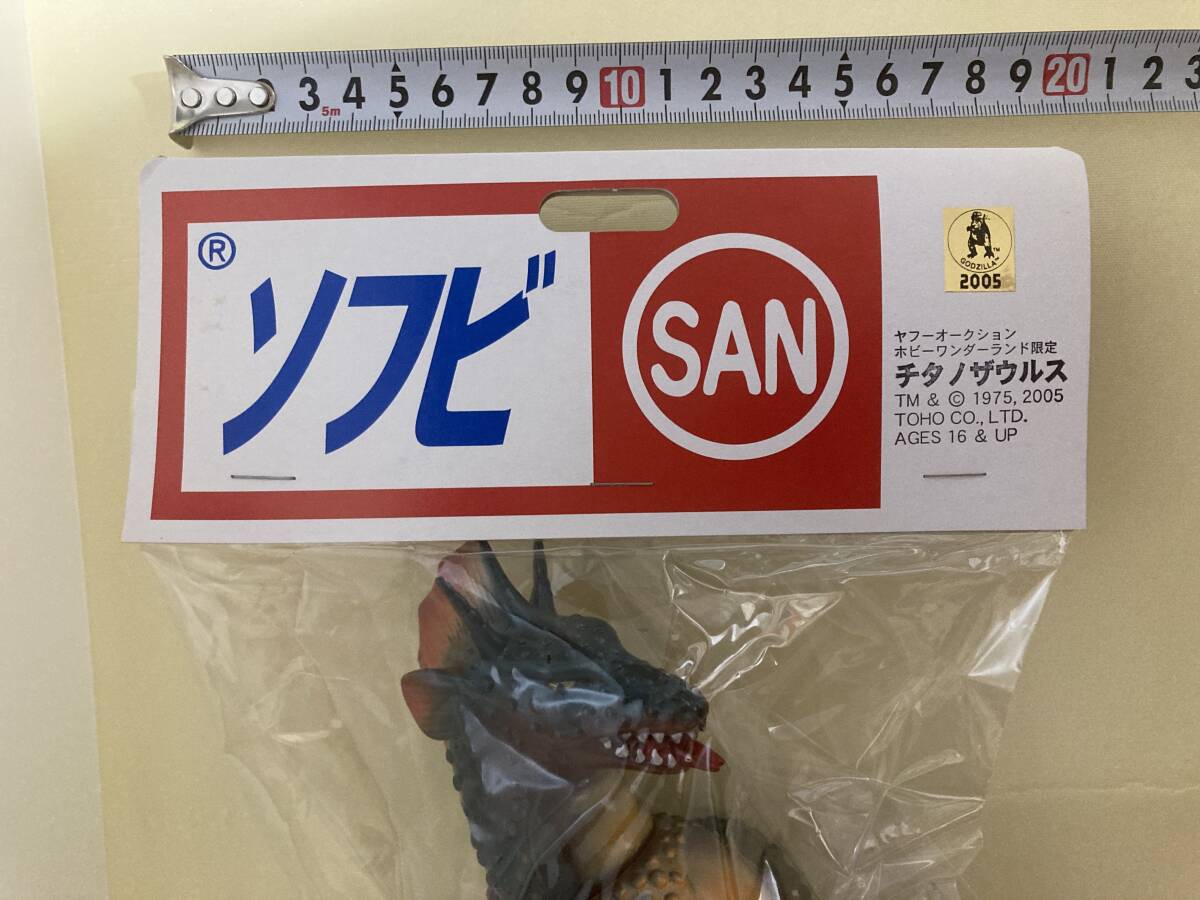 3 4 5 6 7 8 9 10 1 2 3 4 5 6 7 8 9 20 1 2 3
5m
® ソフビ
SAN
GODZILLA™
TM
2005
ヤフーオークション
ホビーワンダーランド限定
チタノザウルス
TM & © 1975, 2005
TOHO CO., LTD.
AGES 16 & UP